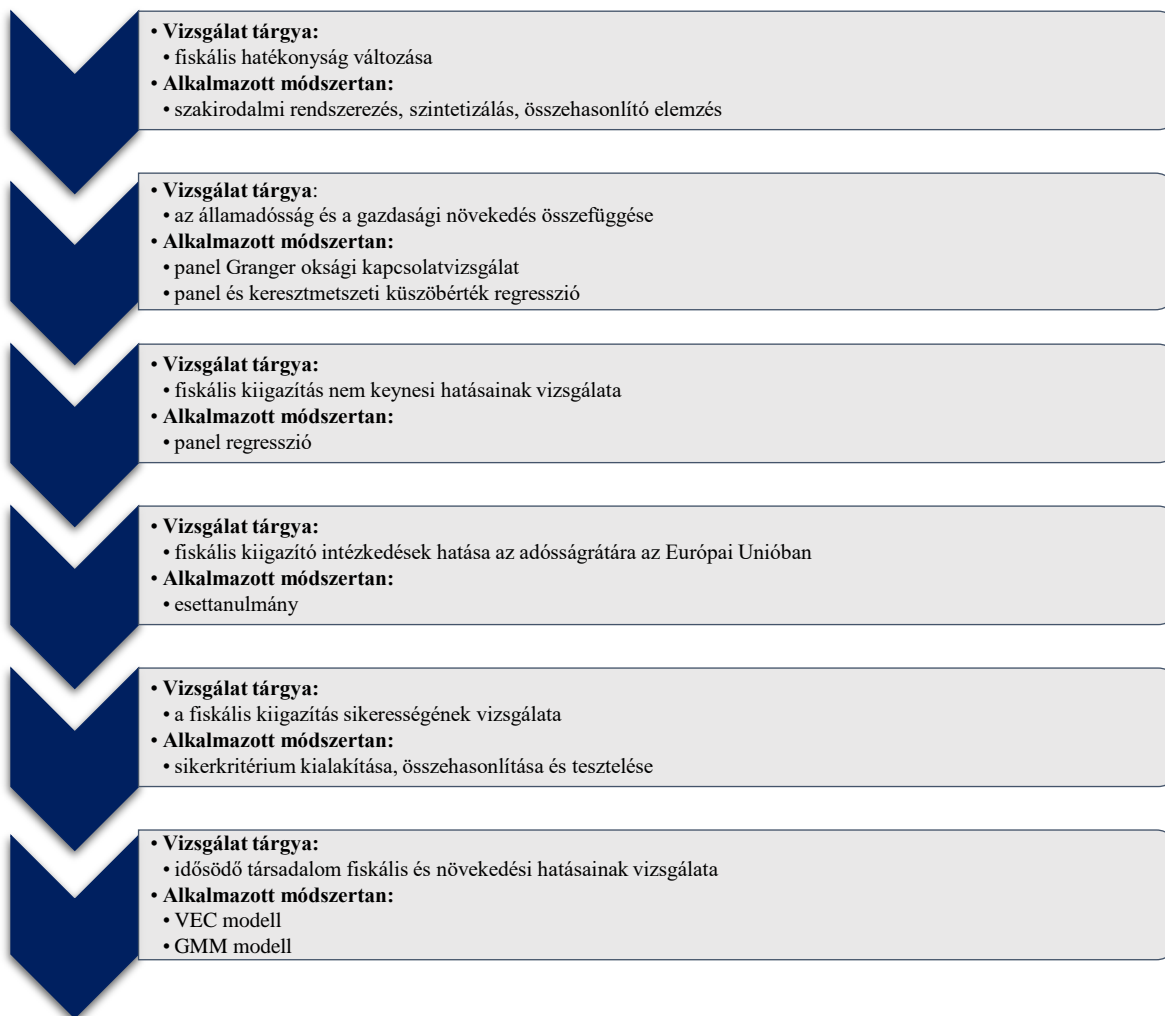 • Vizsgálat tárgya:
• fiskális hatékonyság változása
• Alkalmazott módszertan:
• szakirodalmi rendszerezés, szintetizálás, összehasonlító elemzés
• Vizsgálat tárgya:
• az államadósság és a gazdasági növekedés összefüggése
• Alkalmazott módszertan:
• panel Granger oksági kapcsolatvizsgálat
• panel és keresztmetszeti küszöbérték regresszió
• Vizsgálat tárgya:
• fiskális kiigazítás nem keynesi hatásainak vizsgálata
• Alkalmazott módszertan:
• panel regresszió
• Vizsgálat tárgya:
• fiskális kiigazító intézkedések hatása az adósságrátára az Európai Unióban
• Alkalmazott módszertan:
• esettanulmány
• Vizsgálat tárgya:
• a fiskális kiigazítás sikerességének vizsgálata
• Alkalmazott módszertan:
• sikerkritérium kialakítása, összehasonlítása és tesztelése
• Vizsgálat tárgya:
• idősödő társadalom fiskális és növekedési hatásainak vizsgálata
• Alkalmazott módszertan:
• VEC modell
• GMM modell